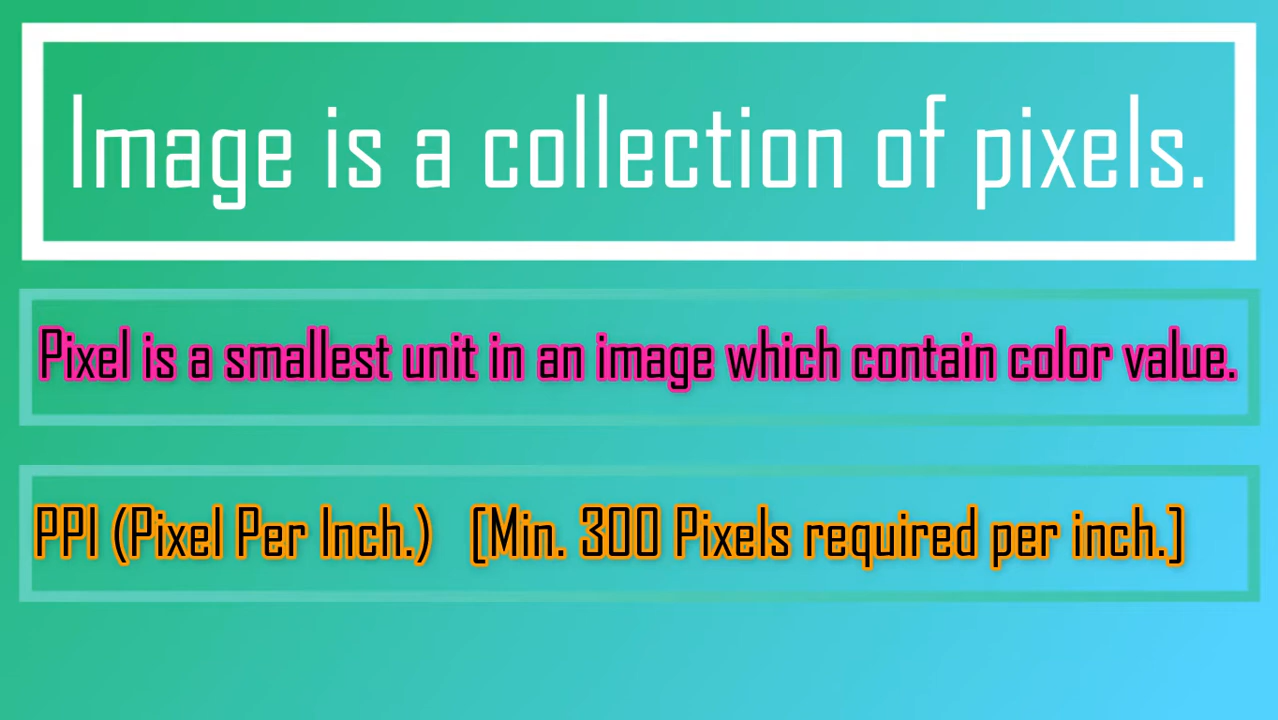 Image is a collection of pixels.
Pixel is a smallest unit in an image which contain color value.
PPI (Pixel Per Inch.) [Min. 300 Pixels required per inch.]